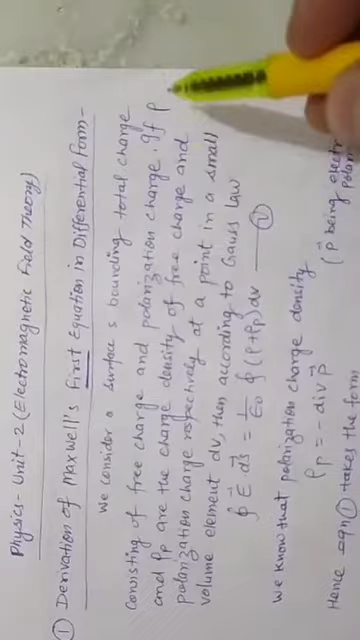 Physics - Unit-2 (Electromagnetic Field Theory)
① Derivation of Maxwell's First Equation in Differential Form -
We consider a surface s bounding total charge
consisting of free charge and polarization charge. If ρ
and ρp are the charge density of free charge and
polarization charge respectively at a point in a small
volume element dv, then according to Gauss law
∮ E⃗ d⃗s = 1/ε0 ∮ (ρ+ρp) dv — ①
We know that polarization charge density
ρp = - div P⃗ ( P⃗ being electr
polari
Hence eqn ① takes the form